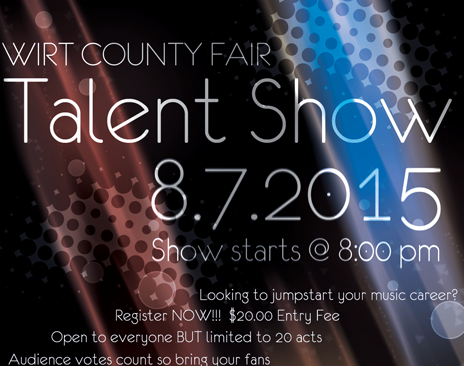 WIRT COUNTY FAIR
Talent Show
8.7.2015
Show starts @ 8:00 pm
Looking to jumpstart your music career?
Register NOW!!! $20.00 Entry Fee
Open to everyone BUT limited to 20 acts
Audience votes count so bring your fans